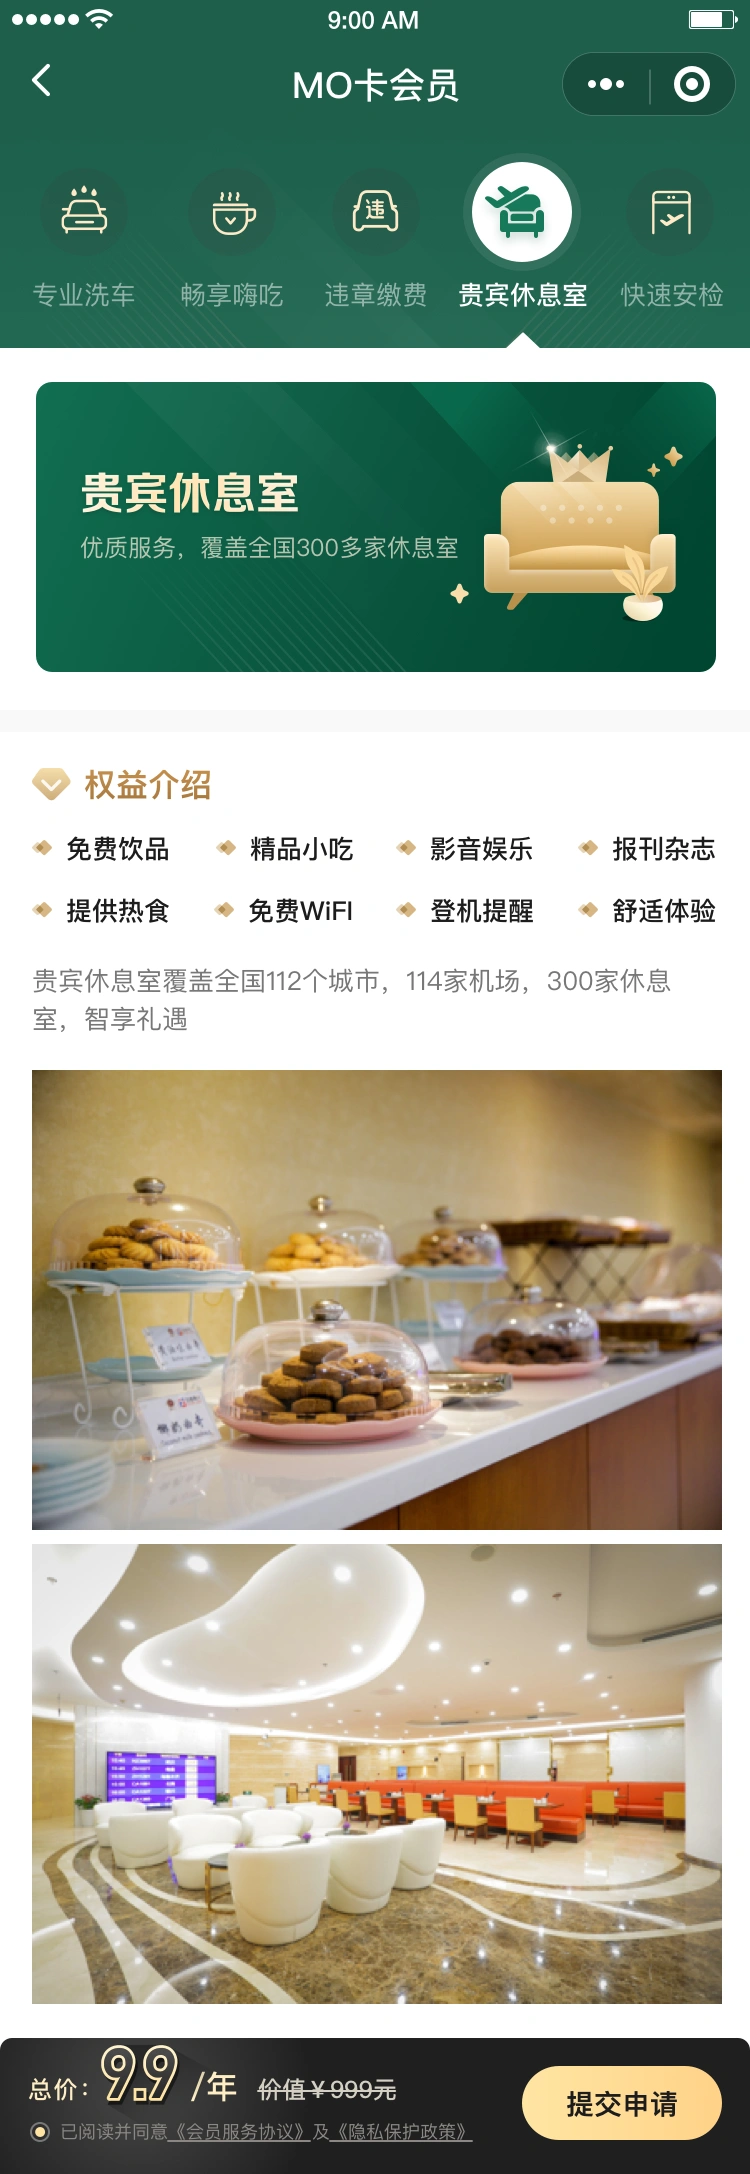 9:00 AM
MO卡会员
违
专业洗车 畅享嗨吃 违章缴费 贵宾休息室 快速安检
贵宾休息室
优质服务，覆盖全国300多家休息室
权益介绍
免费饮品 精品小吃 影音娱乐 报刊杂志
提供热食 免费WiFI 登机提醒 舒适体验
贵宾休息室覆盖全国112个城市，114家机场，300家休息
室，智享礼遇
总价：9.9/年 价值￥999元
提交申请
已阅读并同意《会员服务协议》及《隐私保护政策》